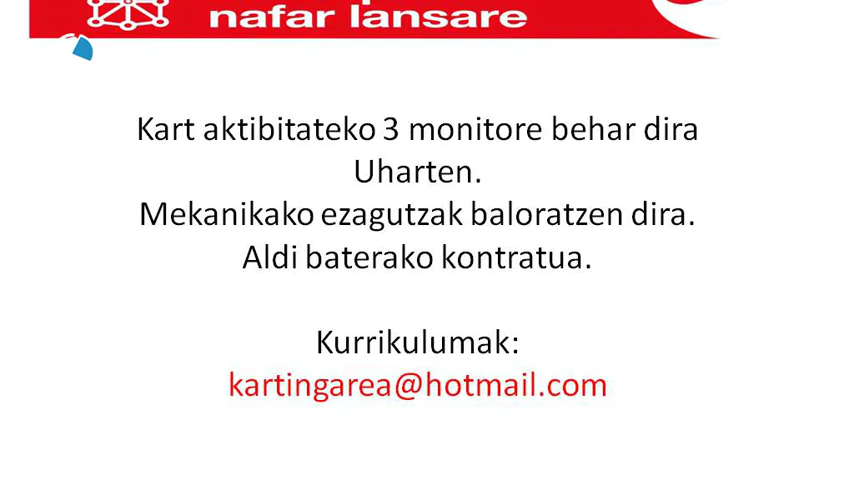 nafar lansare
Kart aktibitateko 3 monitore behar dira
Uharten.
Mekanikako ezagutzak baloratzen dira.
Aldi baterako kontratua.
Kurrikulumak:
kartingarea@hotmail.com